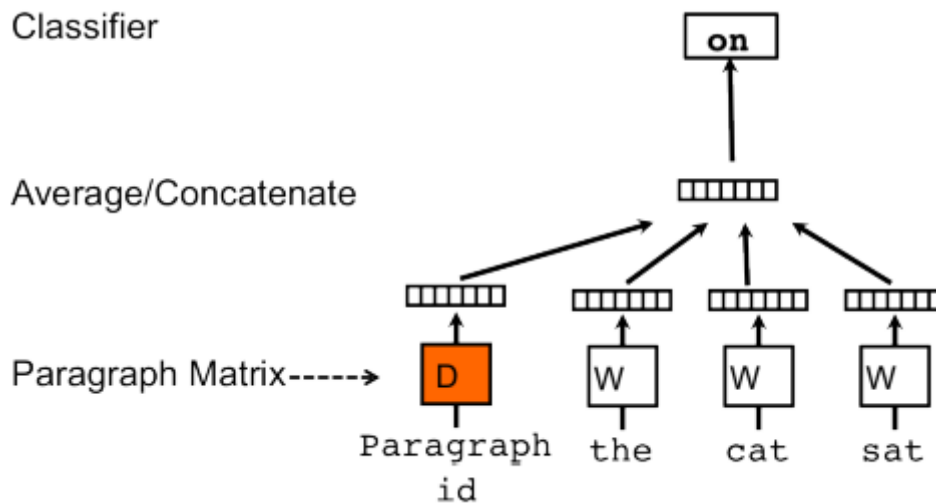 Classifier
on
Average/Concatenate
Paragraph Matrix
D
W
W
W
Paragraph
id
the
cat
sat